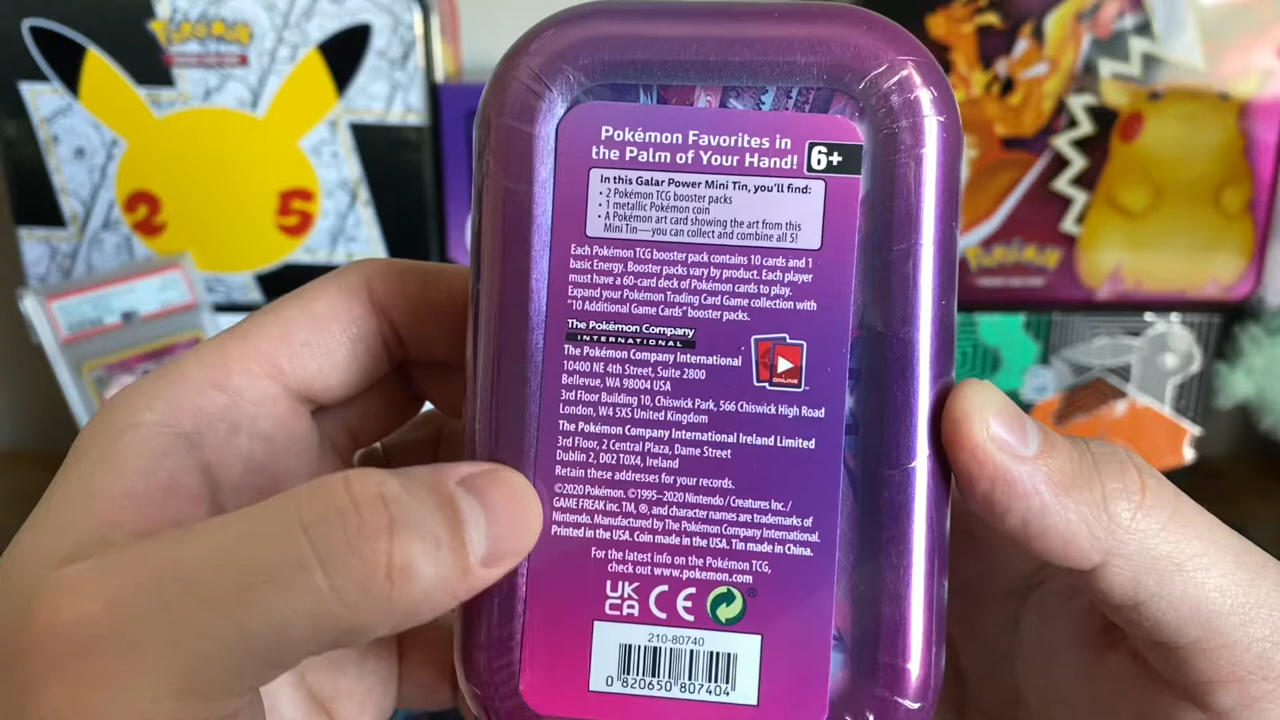 Pokémon
2 5
Pokémon
Pokémon Favorites in
the Palm of Your Hand!
6+
In this Galar Power Mini Tin, you'll find:
• 2 Pokémon TCG booster packs
• 1 metallic Pokémon coin
• A Pokémon art card showing the art from this
Mini Tin—you can collect and combine all 5!
Each Pokémon TCG booster pack contains 10 cards and 1
basic Energy. Booster packs vary by product. Each player
must have a 60-card deck of Pokémon cards to play.
Expand your Pokémon Trading Card Game collection with
"10 Additional Game Cards" booster packs.
The Pokémon Company
INTERNATIONAL
The Pokémon Company International
10400 NE 4th Street, Suite 2800
Bellevue, WA 98004 USA
ONLINE
TM
3rd Floor Building 10, Chiswick Park, 566 Chiswick High Road
London, W4 5XS United Kingdom
The Pokémon Company International Ireland Limited
3rd Floor, 2 Central Plaza, Dame Street
Dublin 2, D02 T0X4, Ireland
Retain these addresses for your records.
©2020 Pokémon. ©1995–2020 Nintendo / Creatures Inc. /
GAME FREAK inc. TM, ®, and character names are trademarks of
Nintendo. Manufactured by The Pokémon Company International.
Printed in the USA. Coin made in the USA. Tin made in China.
For the latest info on the Pokémon TCG,
check out www.pokemon.com
UK
CA CE ®
210-80740
0 820650 807404